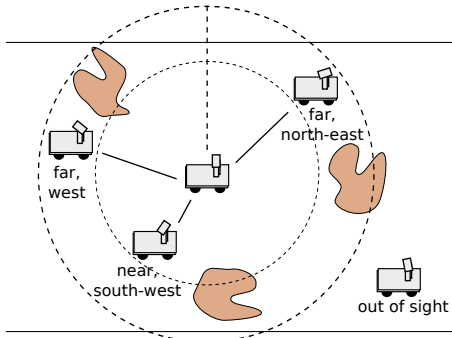 far,
north-east
far,
west
near,
south-west
out of sight